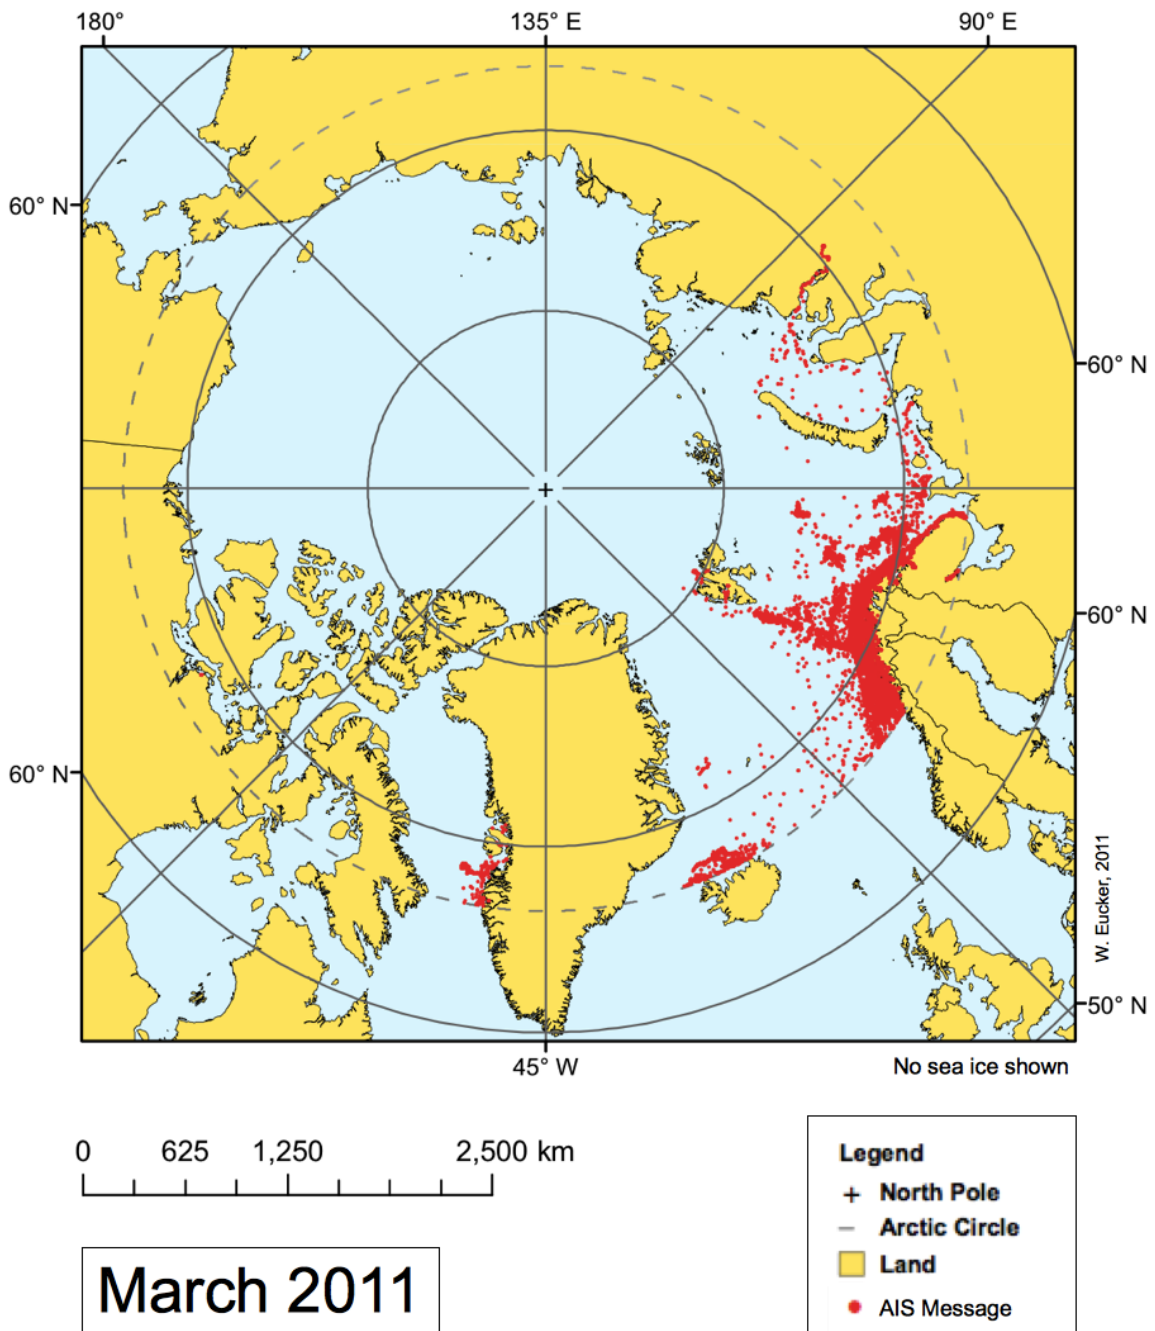 180°
135° E
90° E
60° N
60° N
60° N
60° N
50° N
W. Eucker, 2011
45° W
No sea ice shown
0
625
1,250
2,500 km
Legend
North Pole
Arctic Circle
Land
AIS Message
March 2011